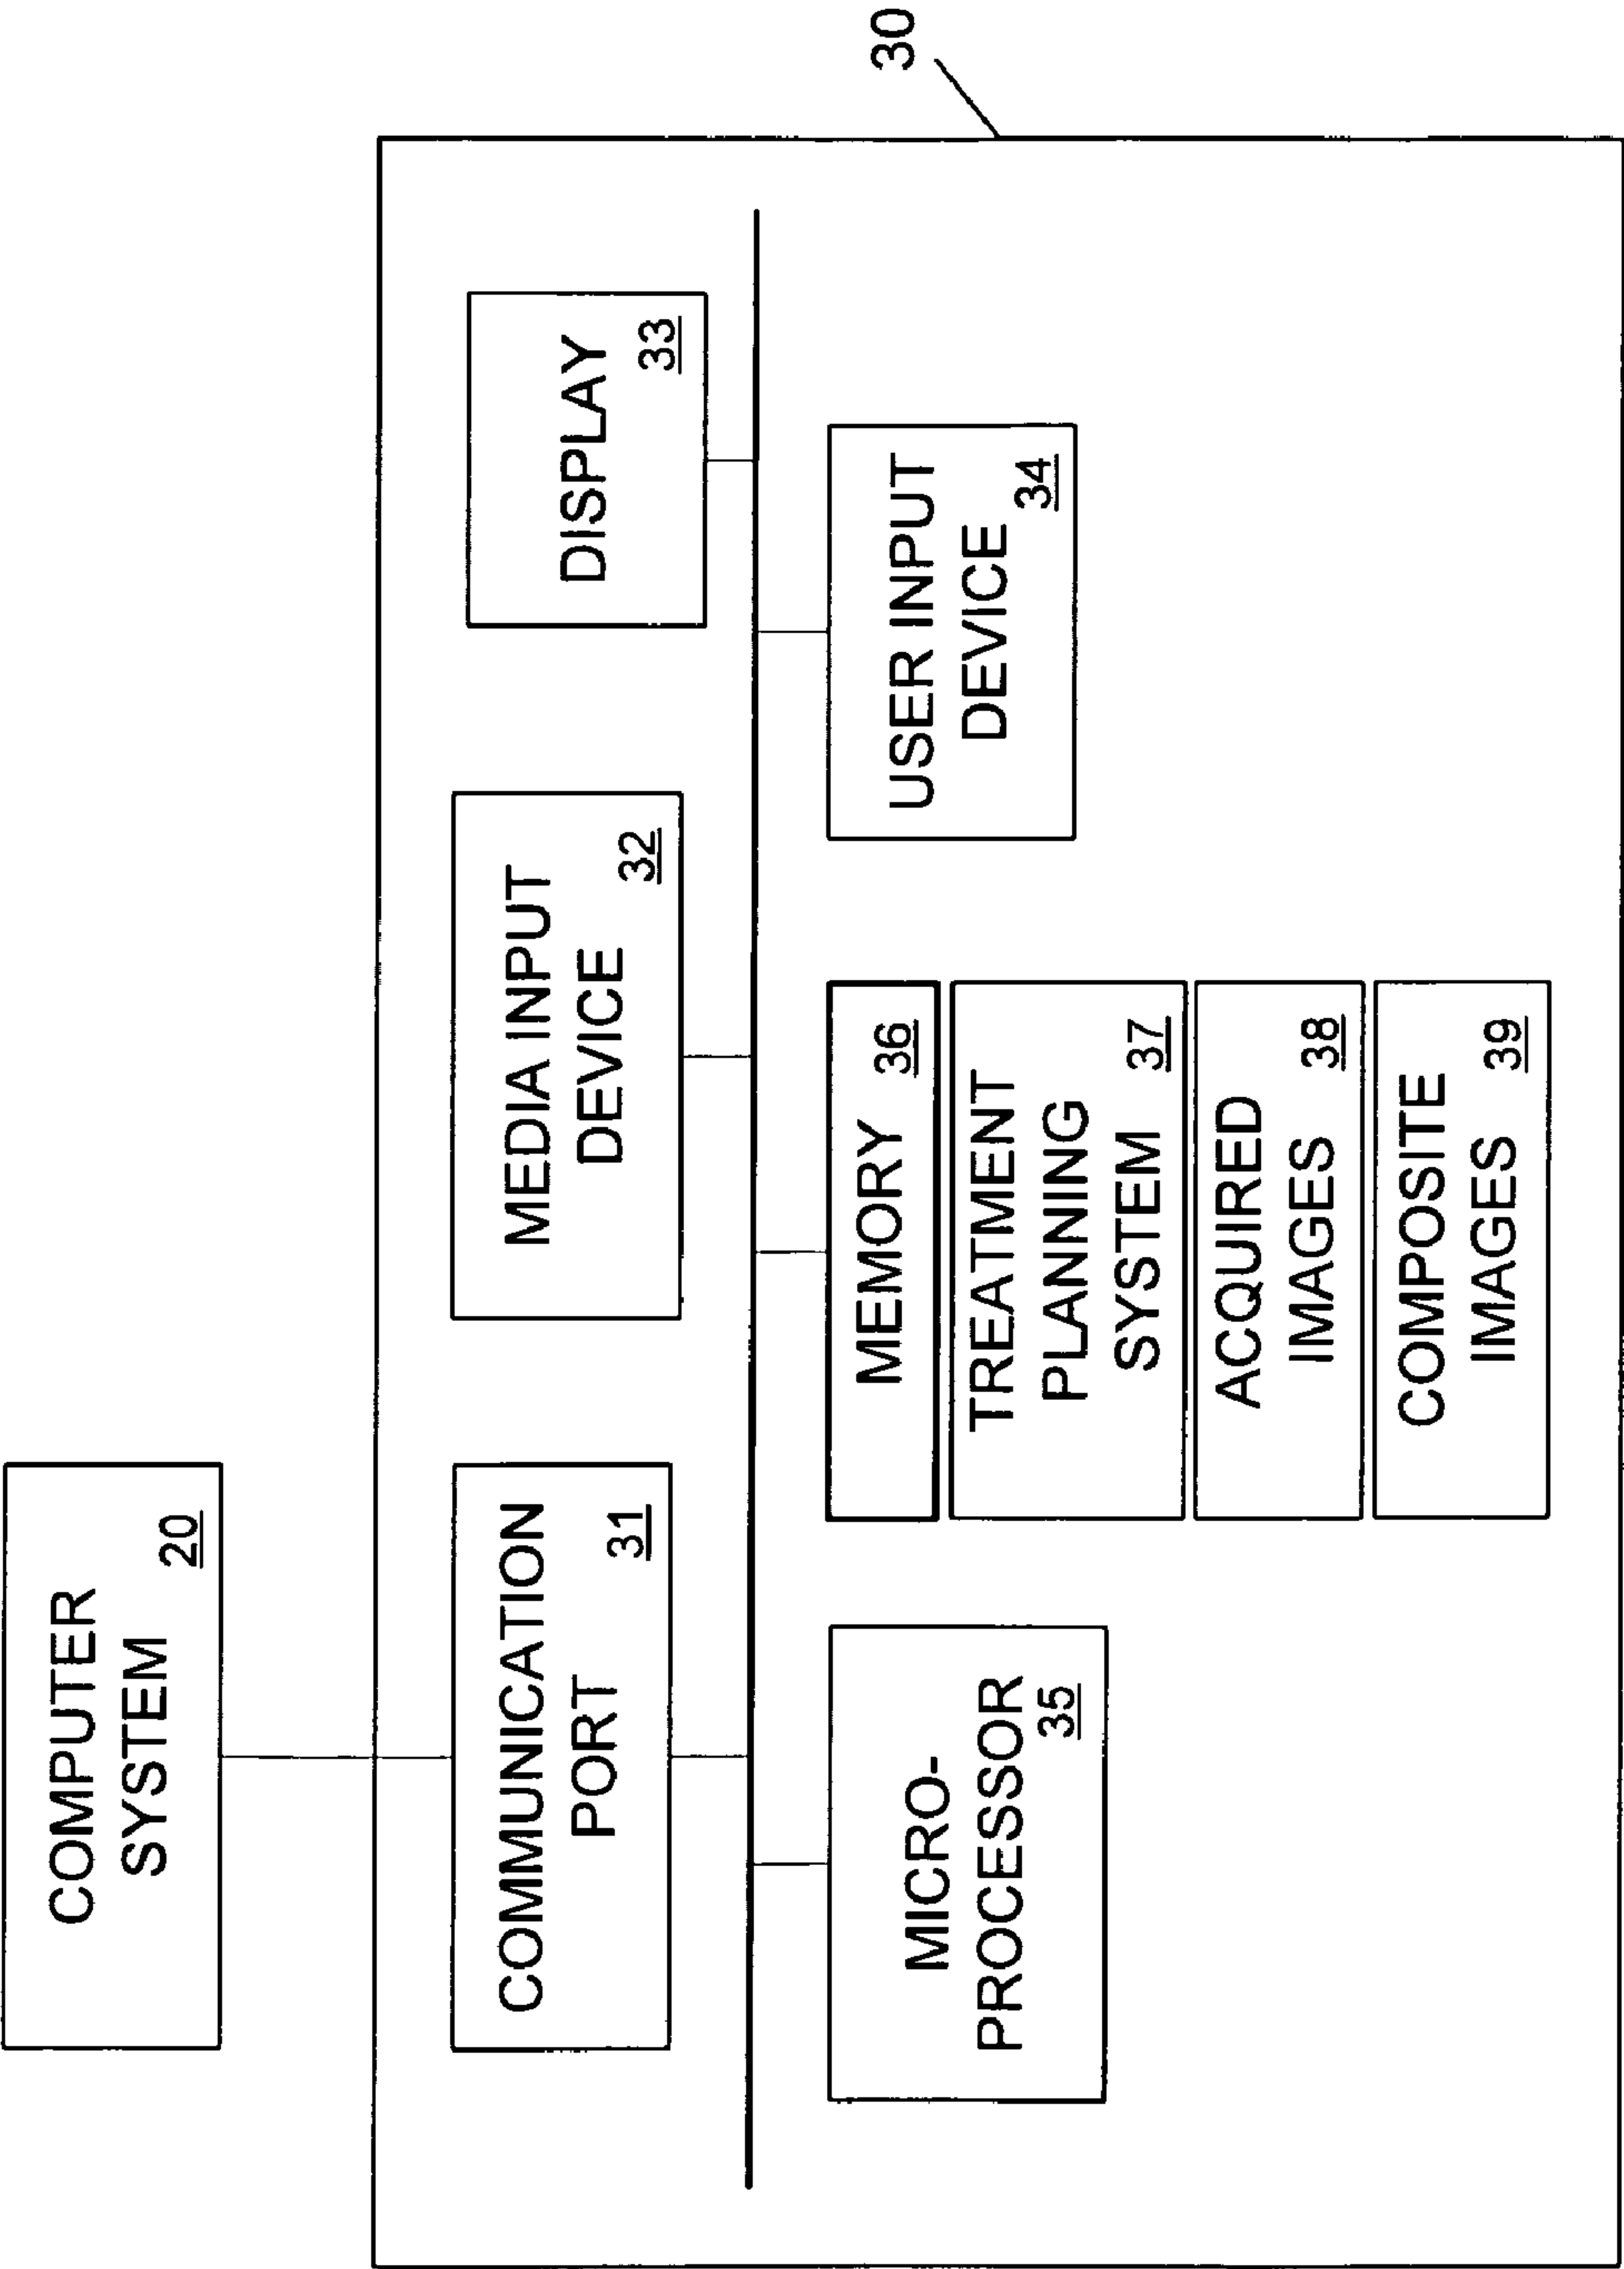 COMPUTER
SYSTEM
20
30
COMMUNICATION
PORT
31
MEDIA INPUT
DEVICE
32
DISPLAY
33
MICRO-
PROCESSOR
35
MEMORY
36
TREATMENT
PLANNING
SYSTEM
37
ACQUIRED
IMAGES
38
COMPOSITE
IMAGES
39
USER INPUT
DEVICE
34